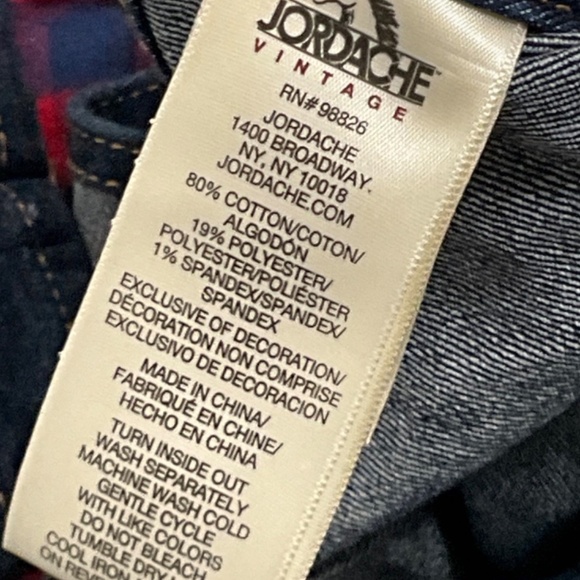 JORDACHE
VINTAGE
RN# 98826
JORDACHE
1400 BROADWAY.
NY, NY 10018
JORDACHE.COM
80% COTTON/COTON/
ALGODÓN
19% POLYESTER/
POLYESTER/POLIÉSTER
1% SPANDEX/SPANDEX/
SPANDEX
EXCLUSIVE OF DECORATION/
DÉCORATION NON COMPRISE
EXCLUSIVO DE DECORACION
MADE IN CHINA/
FABRIQUÉ EN CHINE/
HECHO EN CHINA
TURN INSIDE OUT
WASH SEPARATELY
MACHINE WASH COLD
GENTLE CYCLE
WITH LIKE COLORS
DO NOT BLEACH
TUMBLE DRY
COOL IRON
ON